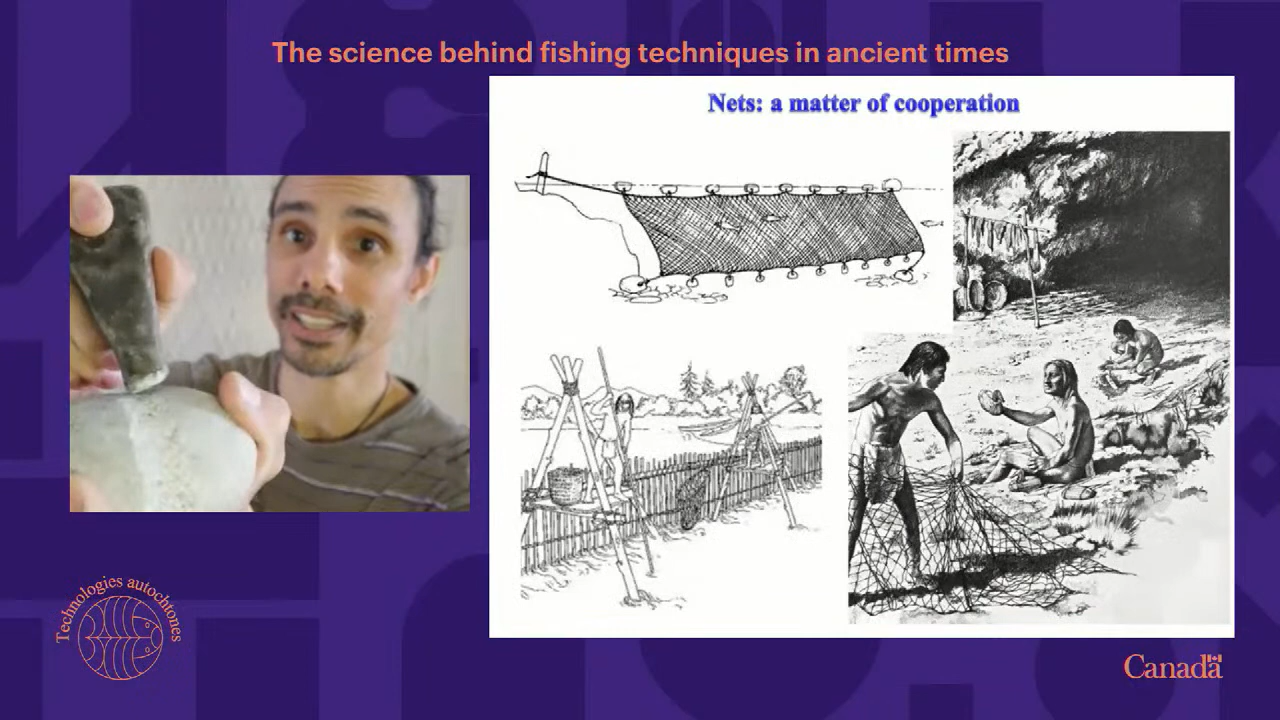 The science behind fishing techniques in ancient times
Nets: a matter of cooperation
Technologies autochtones
Canada